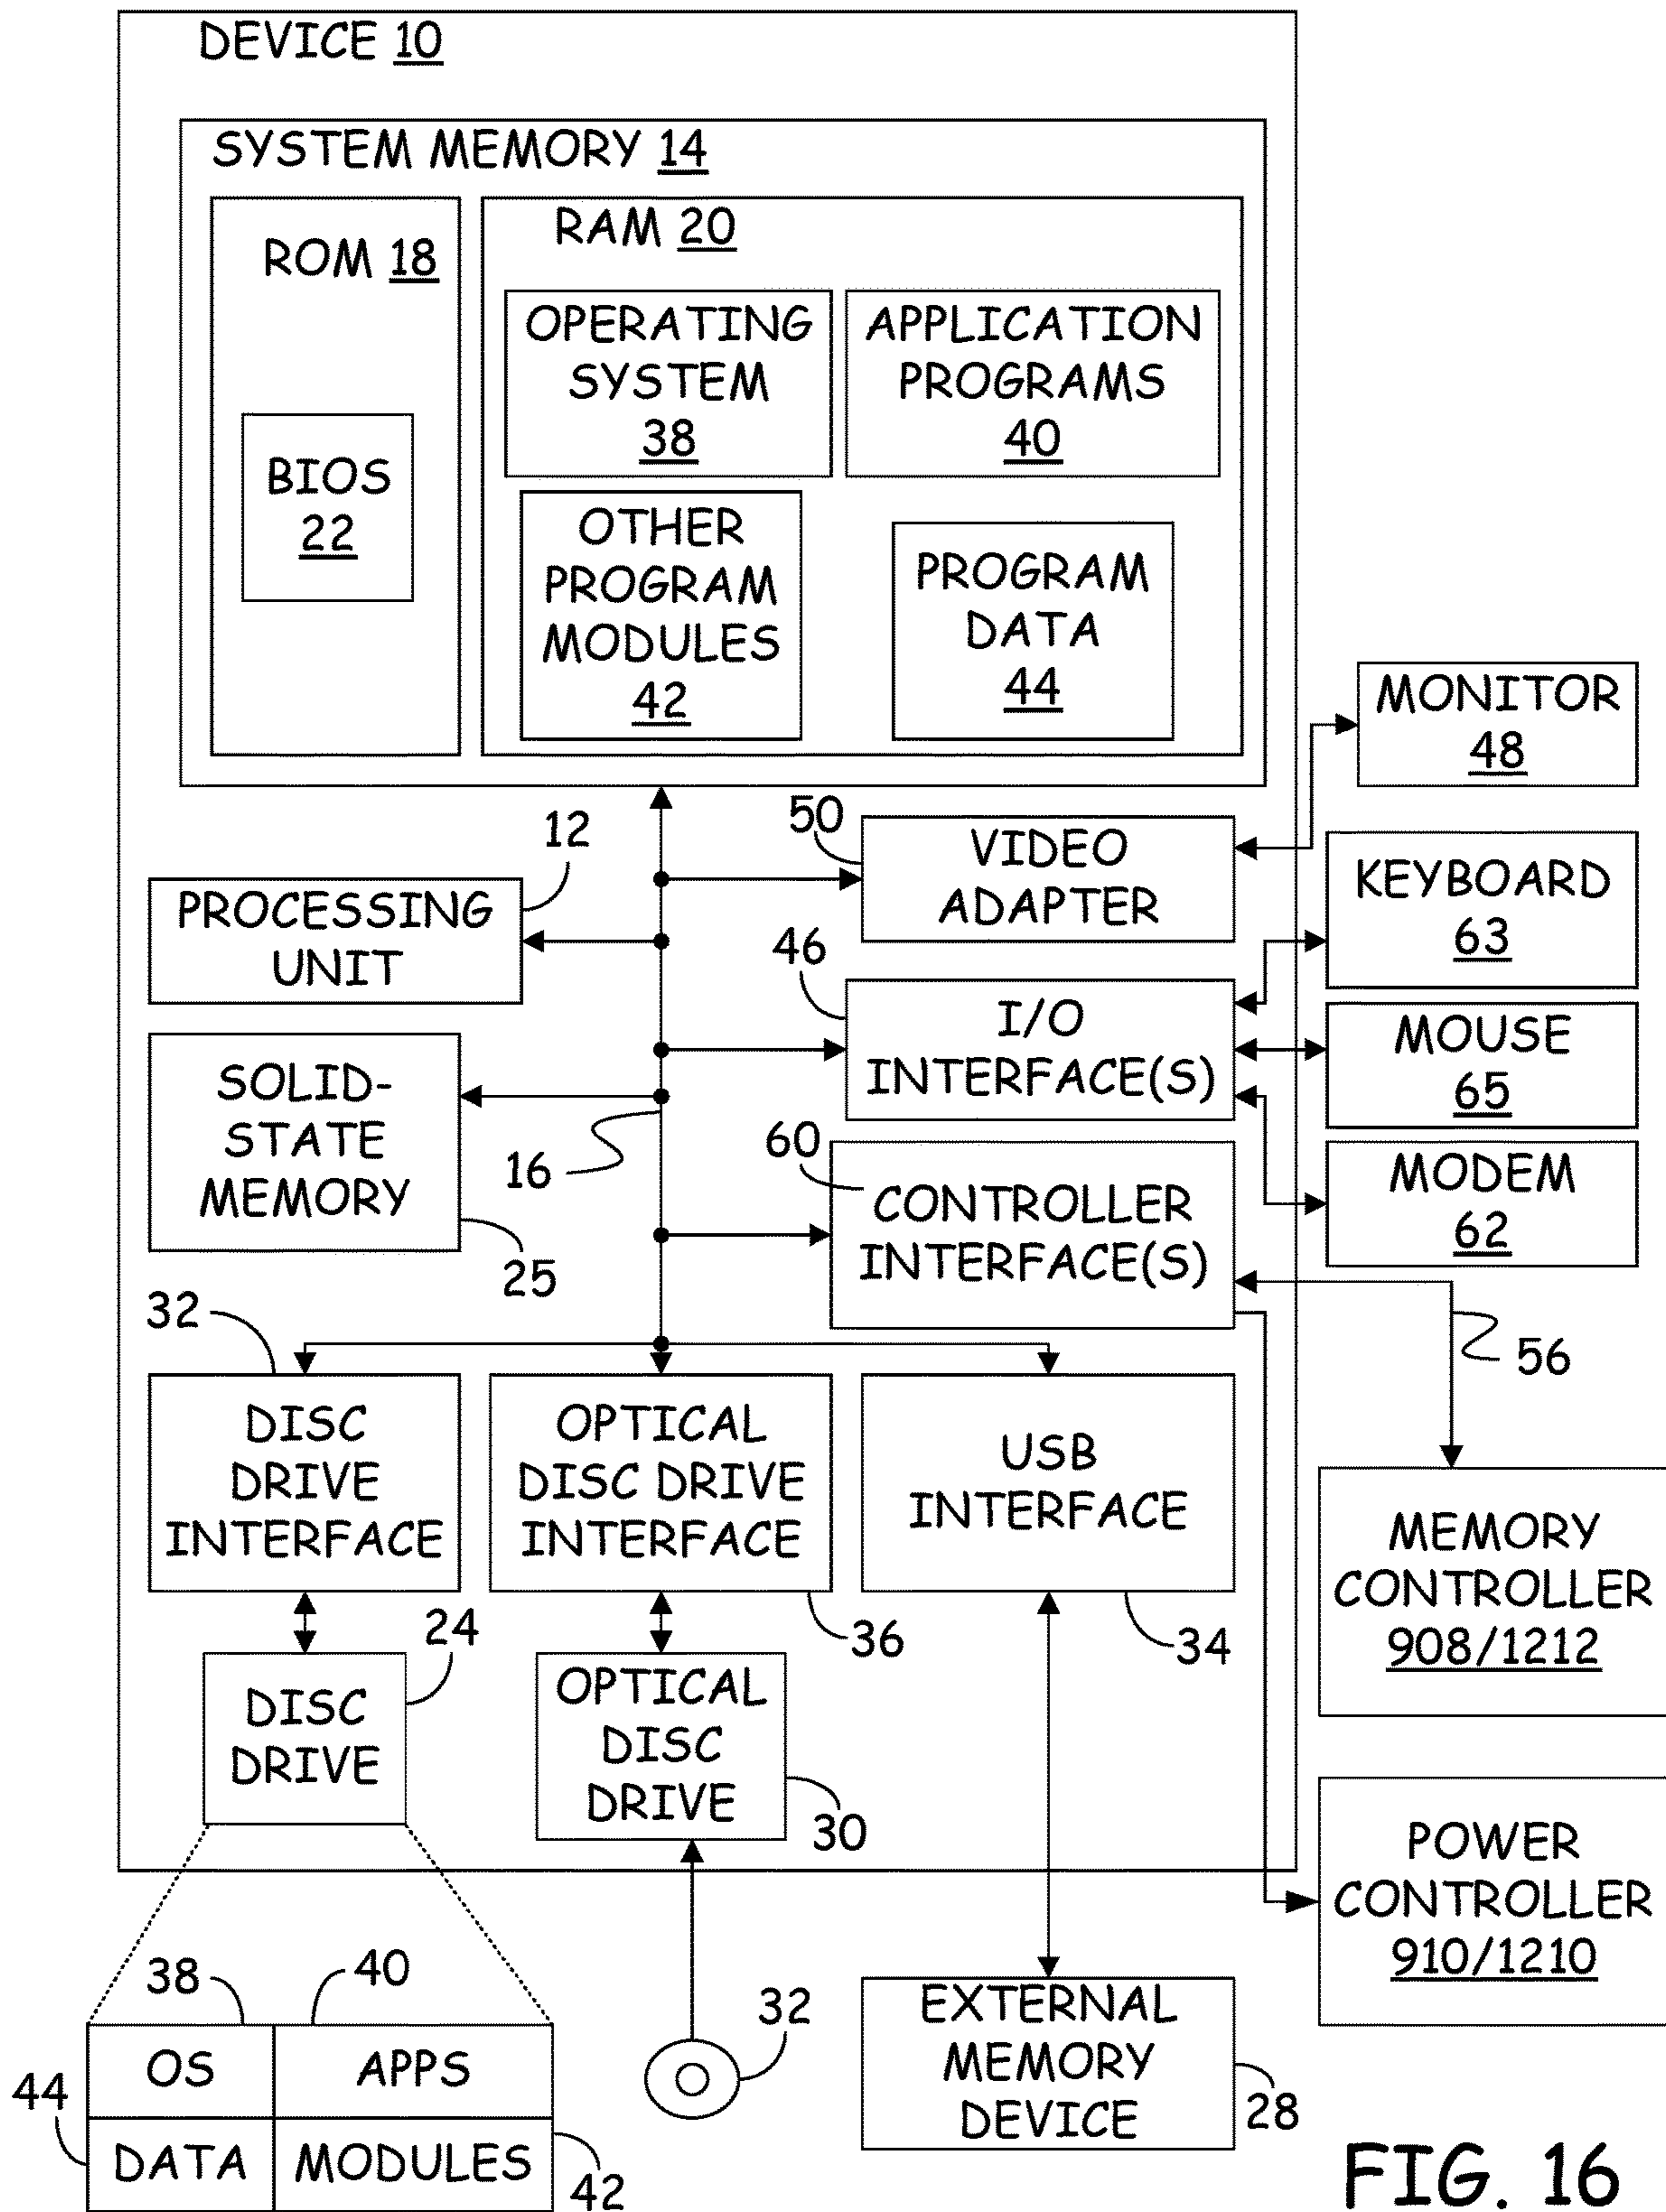 DEVICE 10
SYSTEM MEMORY 14
ROM 18
BIOS
22
RAM 20
OPERATING
SYSTEM
38
APPLICATION
PROGRAMS
40
OTHER
PROGRAM
MODULES
42
PROGRAM
DATA
44
MONITOR
48
12
PROCESSING
UNIT
50
VIDEO
ADAPTER
KEYBOARD
63
46
I/O
INTERFACE(S)
MOUSE
65
SOLID-
STATE
MEMORY
25
16
60
CONTROLLER
INTERFACE(S)
MODEM
62
56
32
DISC
DRIVE
INTERFACE
OPTICAL
DISC DRIVE
INTERFACE
36
USB
INTERFACE
34
MEMORY
CONTROLLER
908/1212
24
DISC
DRIVE
OPTICAL
DISC
DRIVE
30
POWER
CONTROLLER
910/1210
38
40
OS
APPS
44
DATA
MODULES
42
32
EXTERNAL
MEMORY
DEVICE
28
FIG. 16